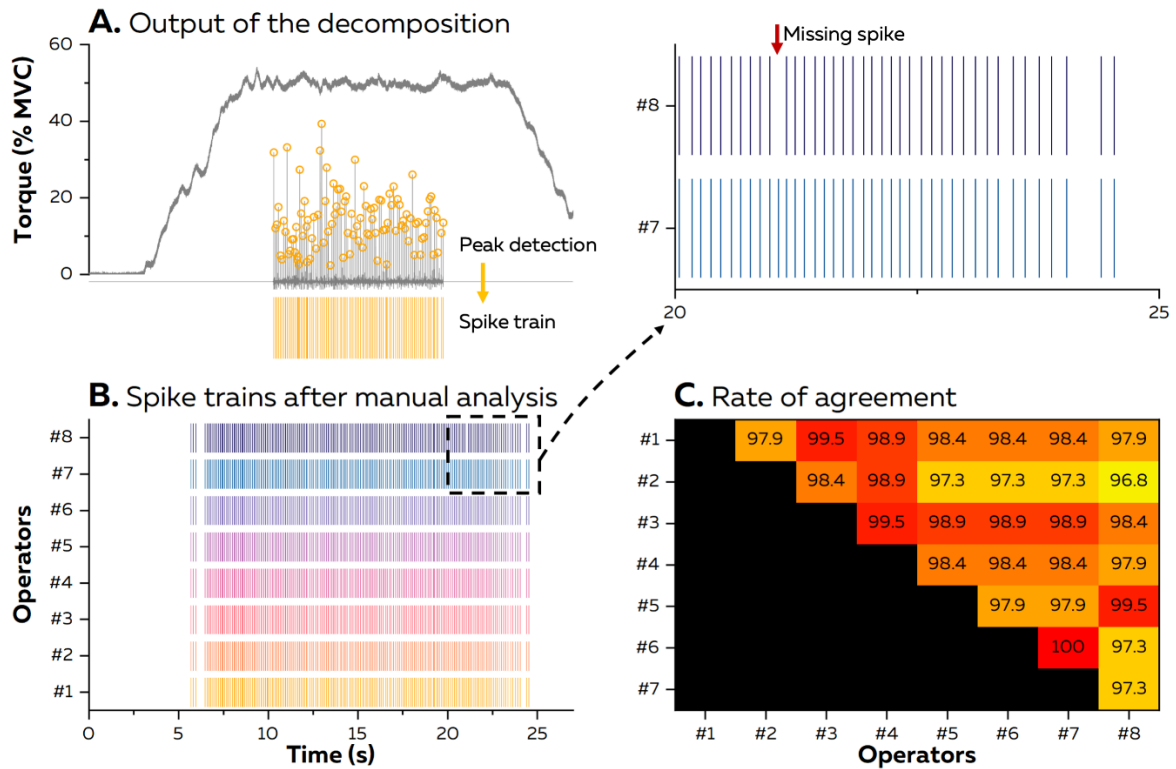 A. Output of the decomposition
60
50
40
20
0
Torque (% MVC)
Peak detection
Spike train
Missing spike
#8
#7
20
25
B. Spike trains after manual analysis
#8
#7
#6
#5
#4
#3
#2
#1
Operators
0 5 10 15 20 25
Time (s)
C. Rate of agreement
#1 97.9 99.5 98.9 98.4 98.4 98.4 97.9
#2 98.4 98.9 97.3 97.3 97.3 96.8
#3 99.5 98.9 98.9 98.9 98.4
#4 98.4 98.4 98.4 97.9
#5 97.9 97.9 99.5
#6 100 97.3
#7 97.3
#1 #2 #3 #4 #5 #6 #7 #8
Operators